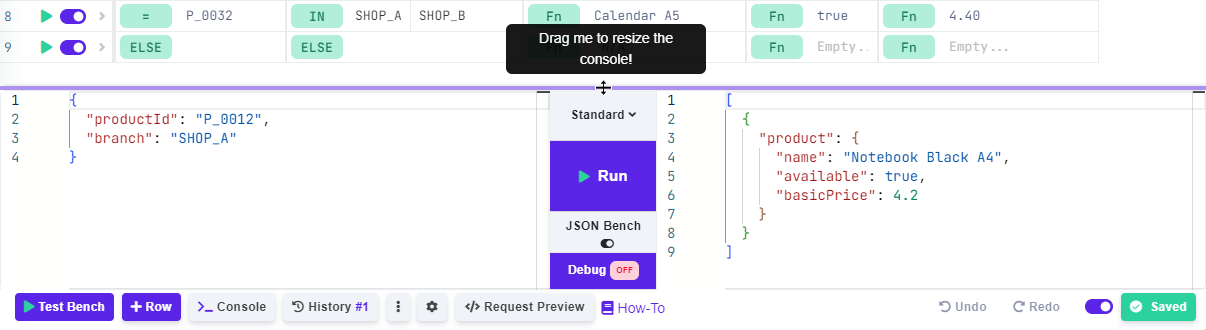 8 = P_0032 IN SHOP_A SHOP_B Fn Calendar A5 Fn true Fn 4.40
9 ELSE ELSE Fn Fn Empty... Fn Empty...
Drag me to resize the
console!
1 {
2 "productId": "P_0012",
3 "branch": "SHOP_A"
4 }
Standard
Run
JSON Bench
Debug OFF
1 [
2 {
3 "product": {
4 "name": "Notebook Black A4",
5 "available": true,
6 "basicPrice": 4.2
7 }
8 }
9 ]
Test Bench + Row >_ Console History #1 </> Request Preview How-To Undo Redo Saved